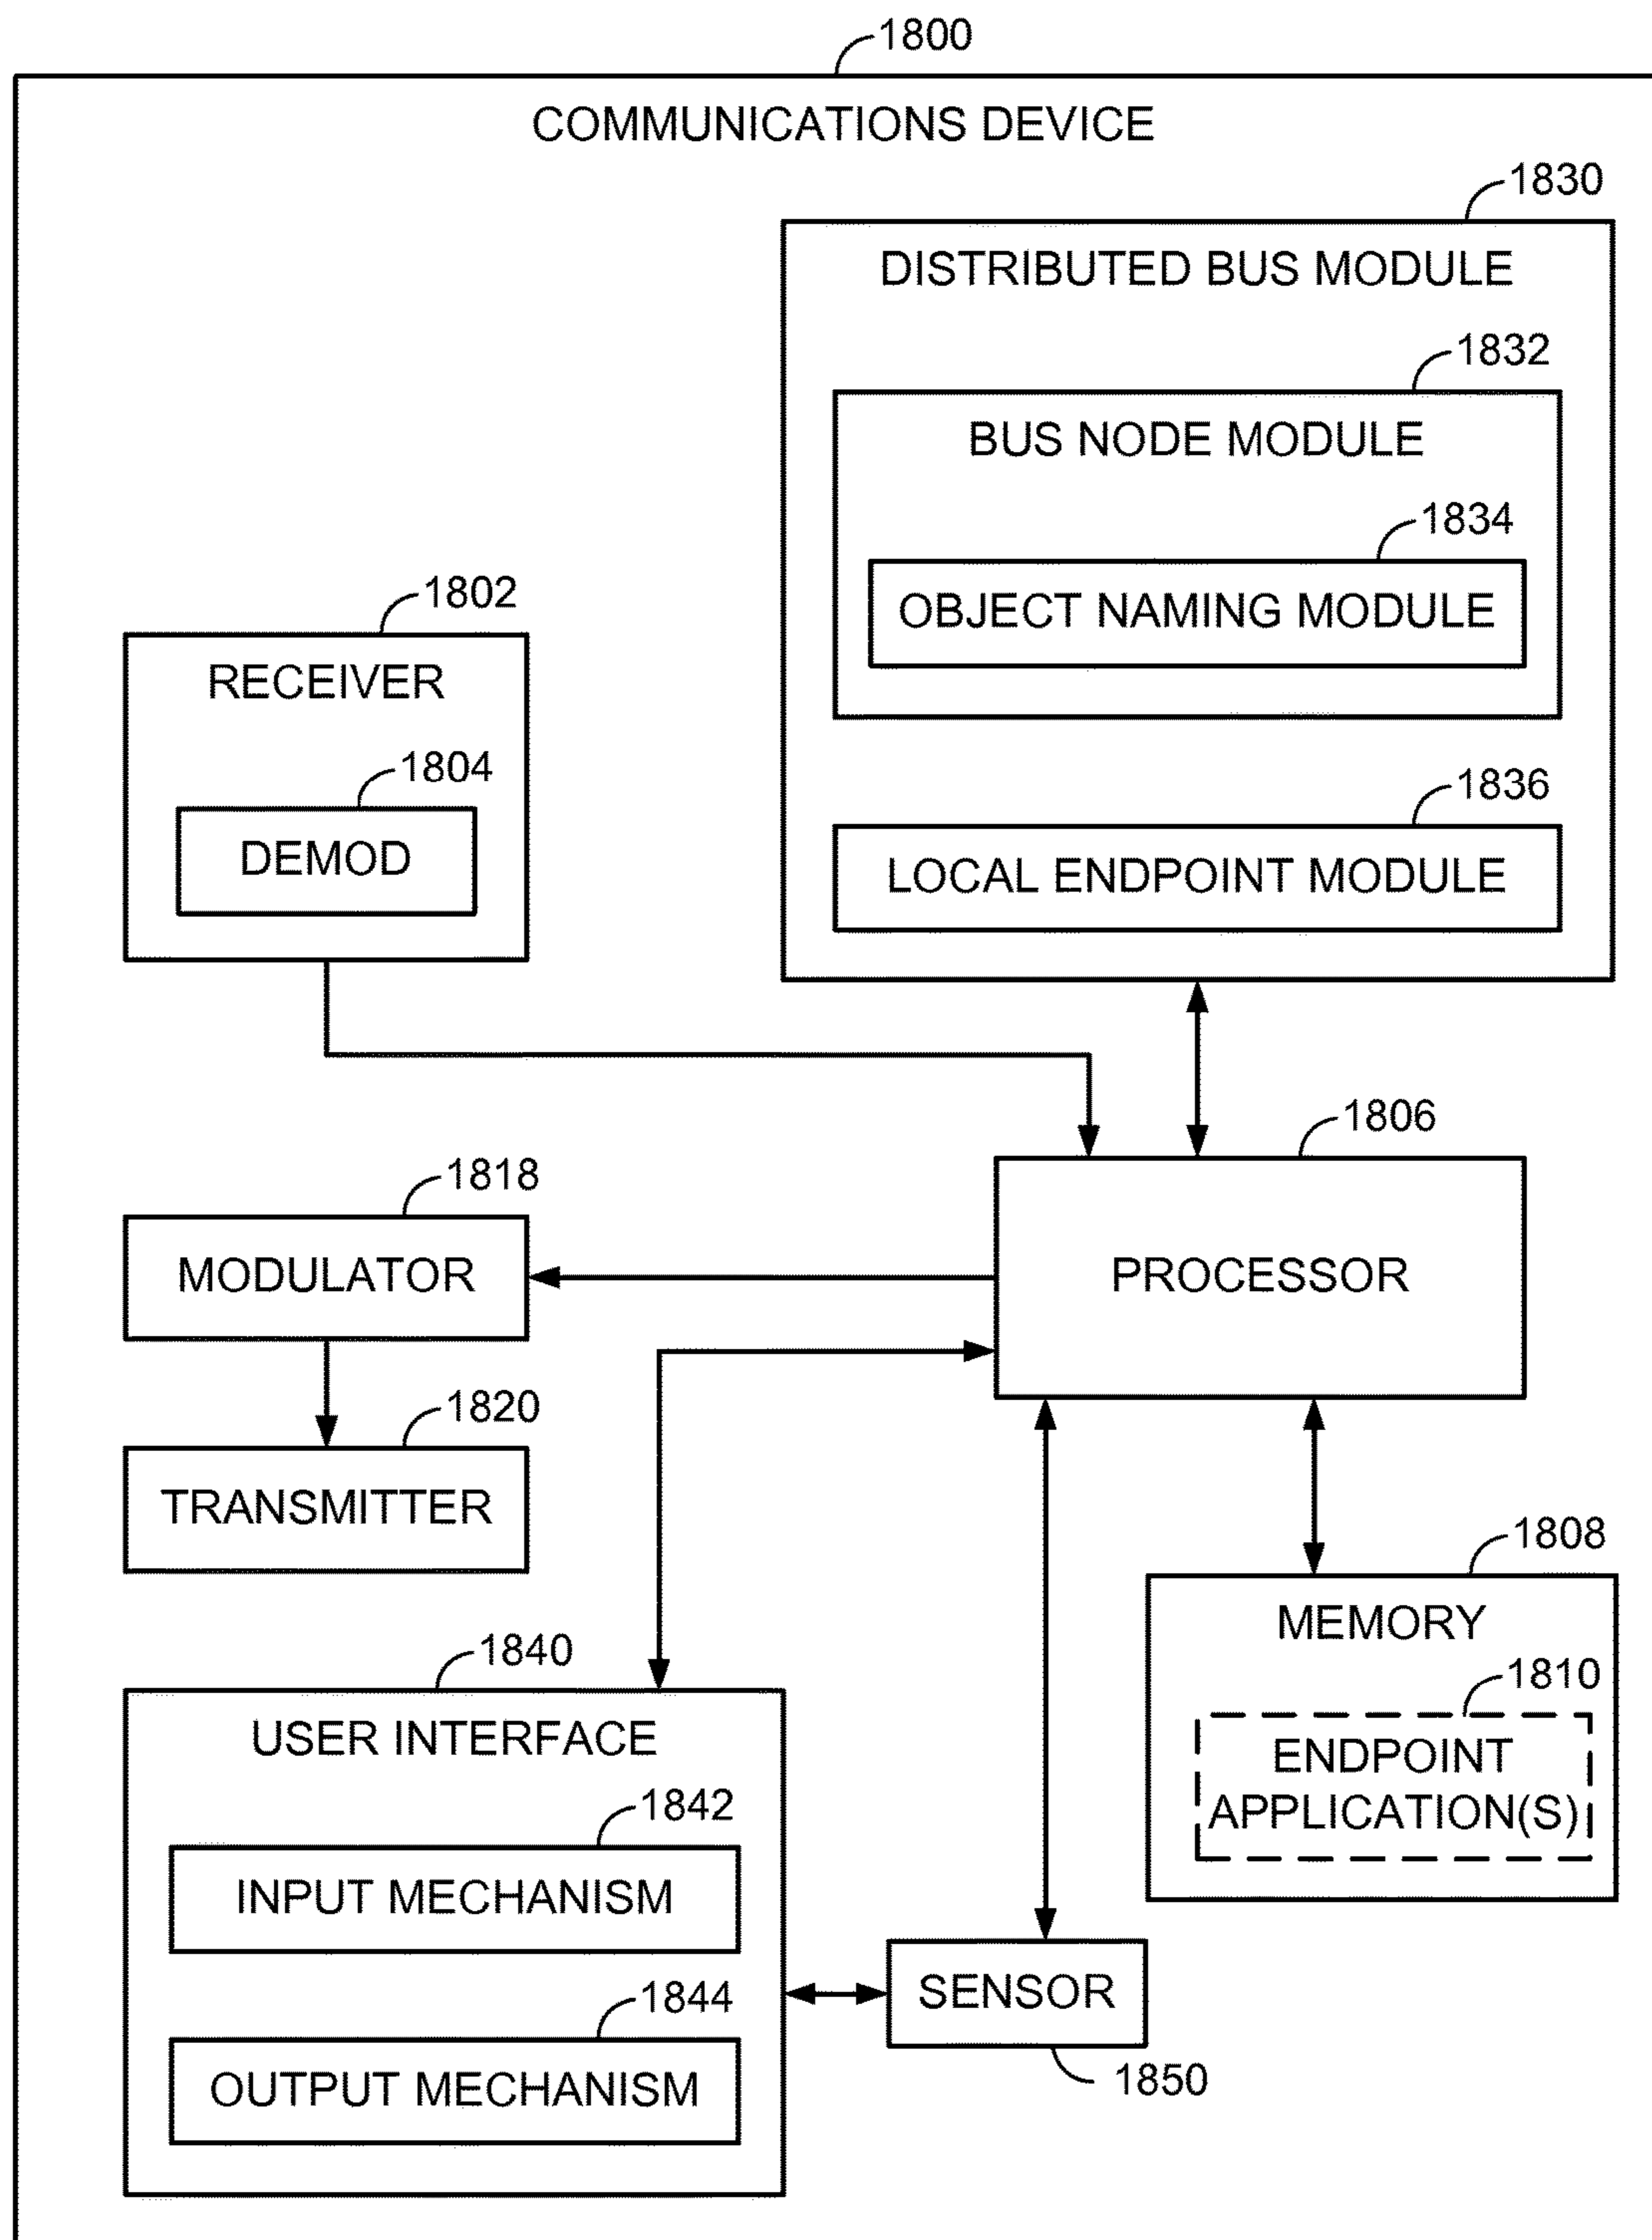 1800
COMMUNICATIONS DEVICE
1830
DISTRIBUTED BUS MODULE
1832
BUS NODE MODULE
1834
OBJECT NAMING MODULE
1802
RECEIVER
1804
DEMOD
1836
LOCAL ENDPOINT MODULE
1806
PROCESSOR
1818
MODULATOR
1820
TRANSMITTER
1808
MEMORY
1810
ENDPOINT
APPLICATION(S)
1840
USER INTERFACE
1842
INPUT MECHANISM
1844
OUTPUT MECHANISM
SENSOR
1850